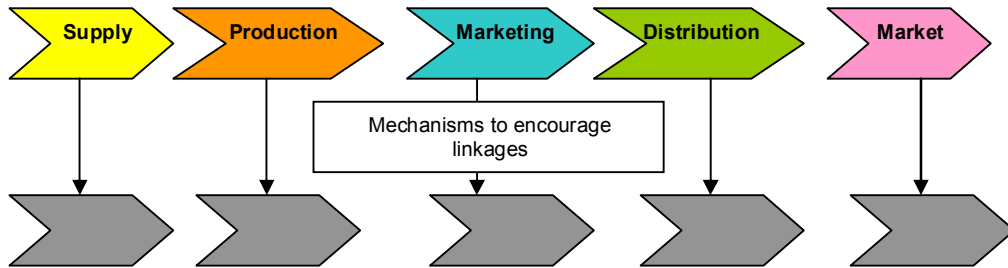 Supply
Production
Marketing
Distribution
Market
Mechanisms to encourage
linkages